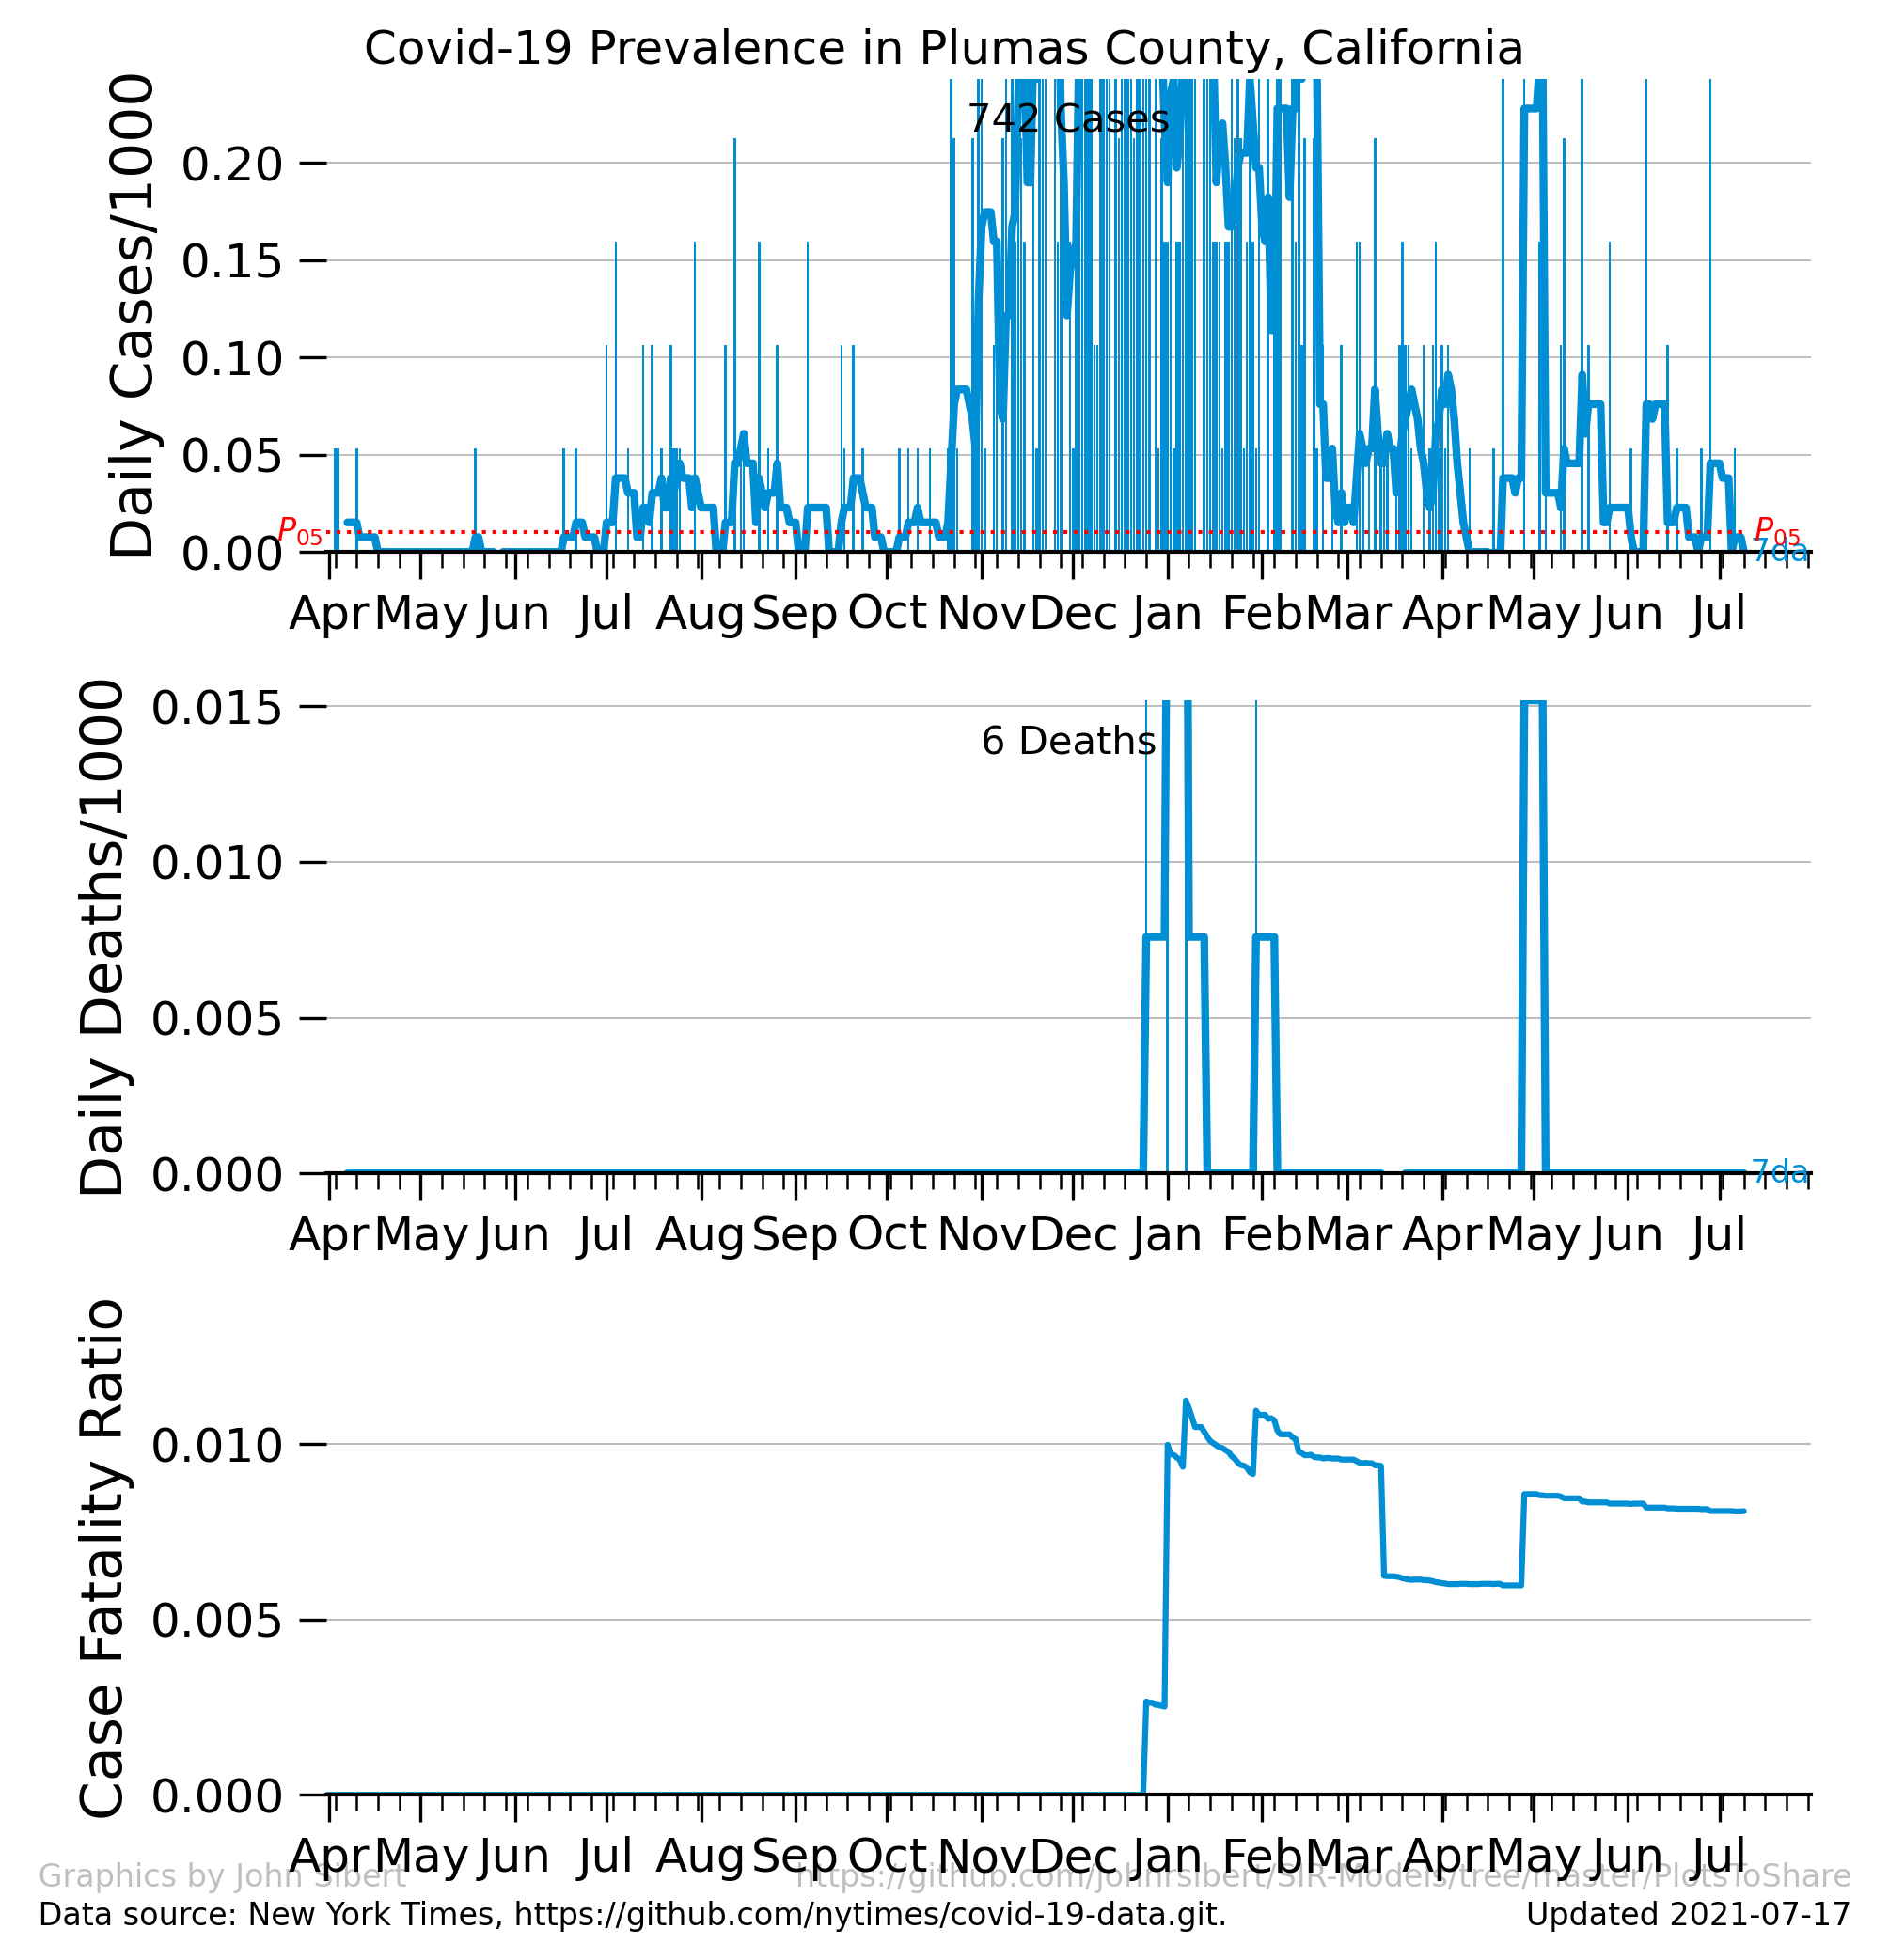 Covid-19 Prevalence in Plumas County, California
Daily Cases/1000
742 Cases
0.20
0.15
0.10
0.05
0.00
P05
P05
7da
Apr May Jun Jul Aug Sep Oct Nov Dec Jan Feb Mar Apr May Jun Jul
Daily Deaths/1000
6 Deaths
0.015
0.010
0.005
0.000
7da
Apr May Jun Jul Aug Sep Oct Nov Dec Jan Feb Mar Apr May Jun Jul
Case Fatality Ratio
0.010
0.005
0.000
Apr May Jun Jul Aug Sep Oct Nov Dec Jan Feb Mar Apr May Jun Jul
Graphics by John Sibert
https://github.com/johnrsibert/SIR-Models/tree/master/PlotsToShare
Data source: New York Times, https://github.com/nytimes/covid-19-data.git.
Updated 2021-07-17